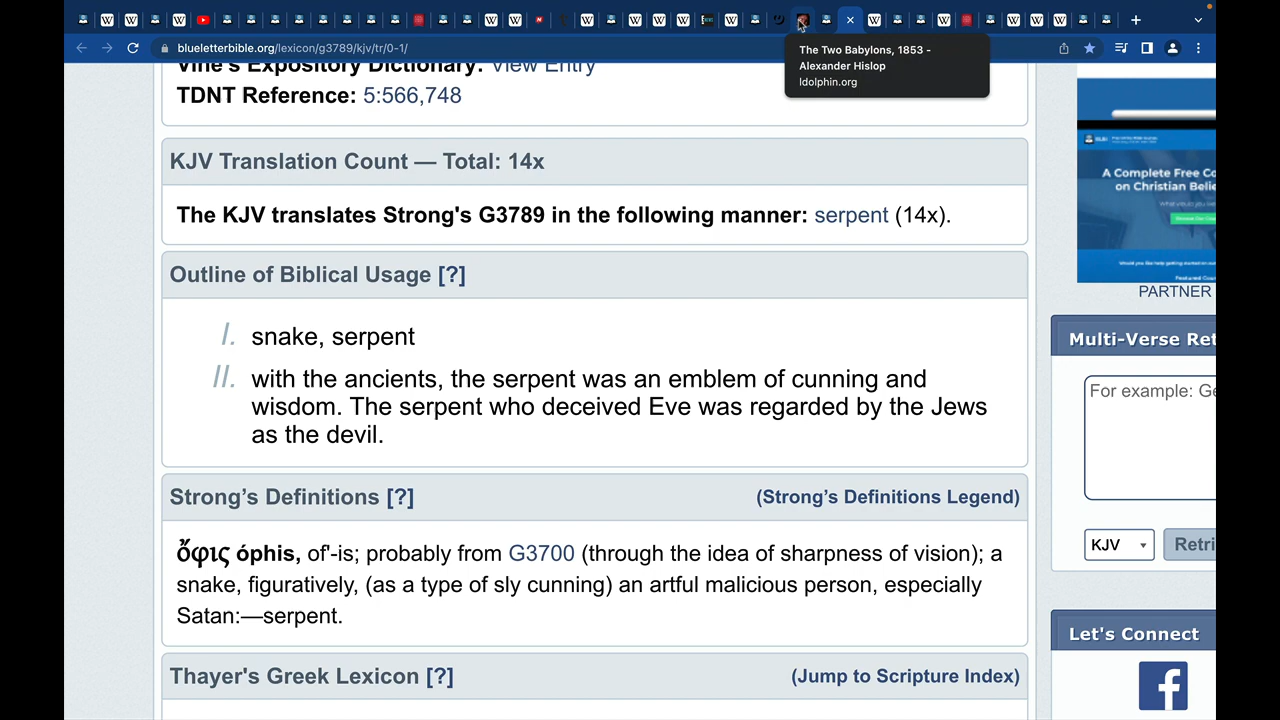 blueletterbible.org/lexicon/g3789/kjv/tr/0-1/
The Two Babylons, 1853 -
Alexander Hislop
ldolphin.org
Vine's Expository Dictionary: View Entry
TDNT Reference: 5:566,748
KJV Translation Count — Total: 14x
The KJV translates Strong's G3789 in the following manner: serpent (14x).
Outline of Biblical Usage [?]
I. snake, serpent
II. with the ancients, the serpent was an emblem of cunning and
wisdom. The serpent who deceived Eve was regarded by the Jews
as the devil.
Strong’s Definitions [?]
(Strong’s Definitions Legend)
ὄφις óphis, of'-is; probably from G3700 (through the idea of sharpness of vision); a
snake, figuratively, (as a type of sly cunning) an artful malicious person, especially
Satan:—serpent.
Thayer's Greek Lexicon [?]
(Jump to Scripture Index)
A Complete Free Co
on Christian Belie
PARTNER
Multi-Verse Ret
For example: Ge
KJV
Retri
Let's Connect